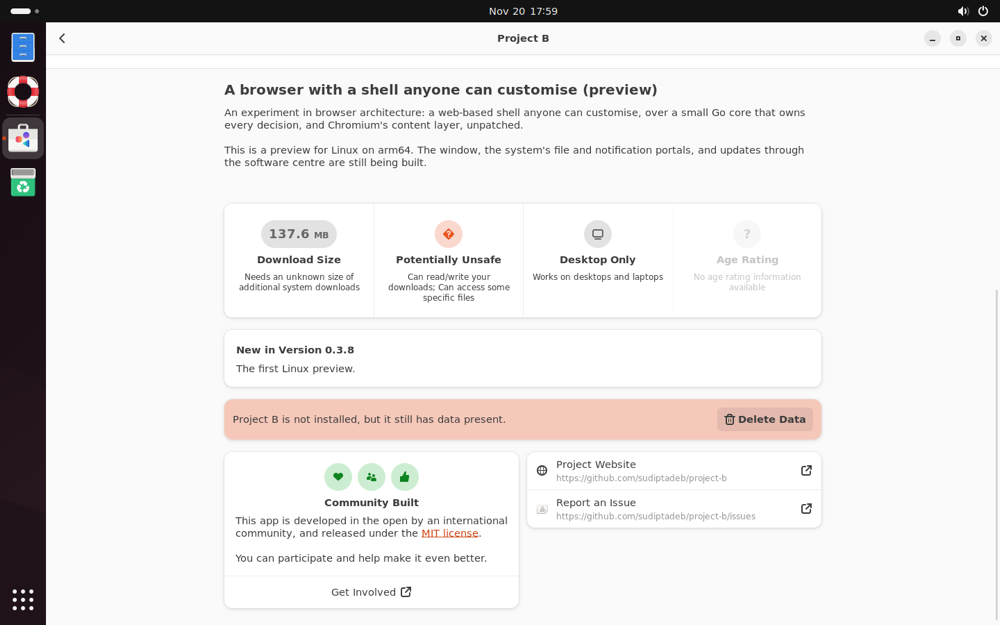 Nov 20 17:59
Project B
A browser with a shell anyone can customise (preview)
An experiment in browser architecture: a web-based shell anyone can customise, over a small Go core that owns
every decision, and Chromium's content layer, unpatched.
This is a preview for Linux on arm64. The window, the system's file and notification portals, and updates through
the software centre are still being built.
137.6 MB
Download Size
Needs an unknown size of
additional system downloads
Potentially Unsafe
Can read/write your
downloads; Can access some
specific files
Desktop Only
Works on desktops and laptops
?
Age Rating
No age rating information
available
New in Version 0.3.8
The first Linux preview.
Project B is not installed, but it still has data present.
Delete Data
Community Built
This app is developed in the open by an international
community, and released under the MIT license.
You can participate and help make it even better.
Get Involved
Project Website
https://github.com/sudiptadeb/project-b
Report an Issue
https://github.com/sudiptadeb/project-b/issues